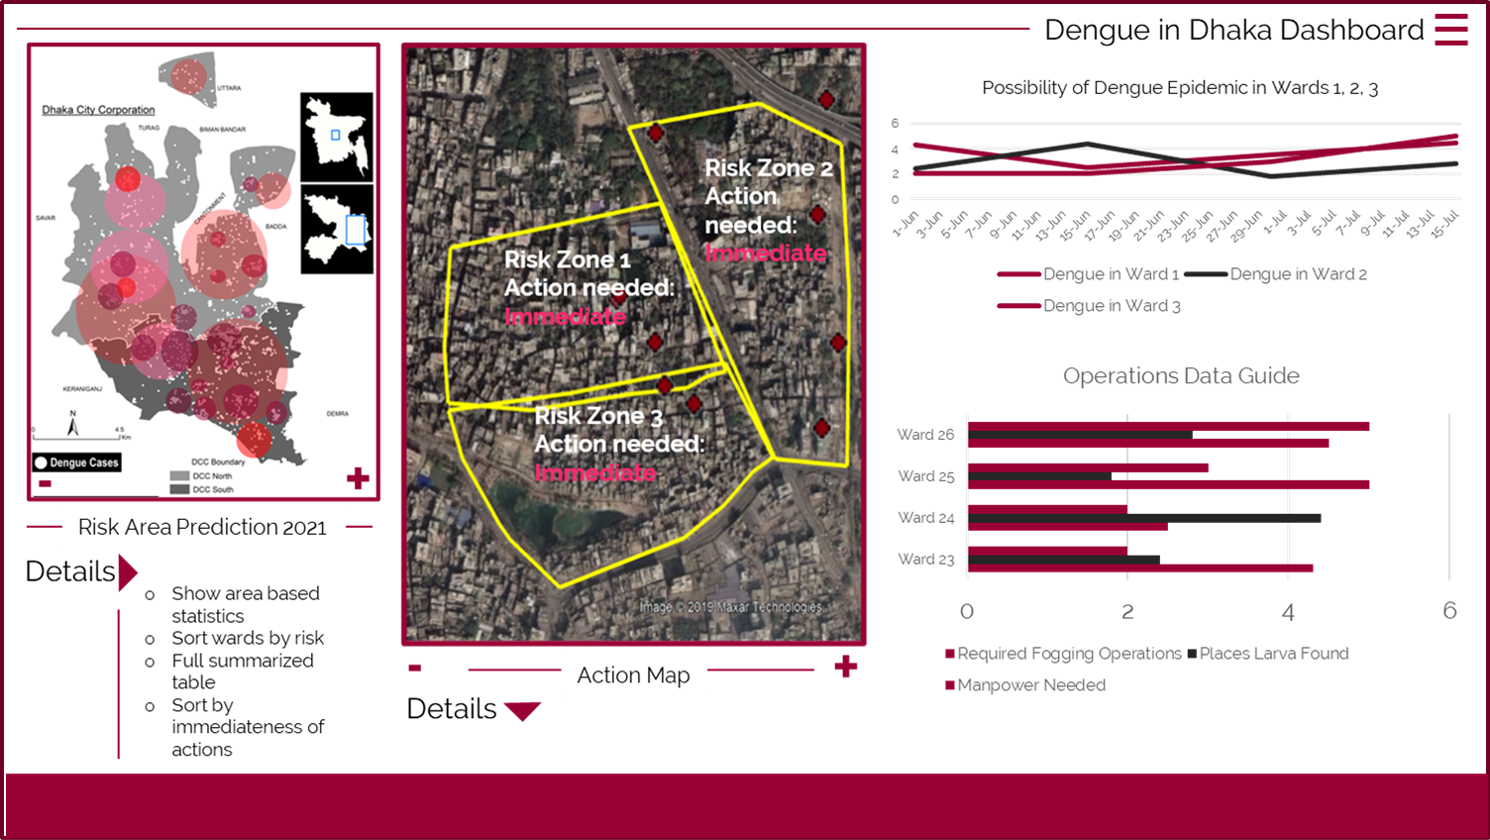 Dengue in Dhaka Dashboard
UTTARA
Dhaka City Corporation
TURAG
BIMAN BANDAR
SAVAR
CANTONMENT
BADDA
KERANIGANJ
DEMRA
N
0
4.5
Km
Dengue Cases
DCC Boundary
DCC North
DCC South
Risk Area Prediction 2021
Details
Show area based
statistics
Sort wards by risk
Full summarized
table
Sort by
immediateness of
actions
Risk Zone 2
Action
needed:
Immediate
Risk Zone 1
Action needed:
Immediate
Risk Zone 3
Action needed:
Immediate
Image © 2019 Maxar Technologies
Action Map
Details
Possibility of Dengue Epidemic in Wards 1, 2, 3
6
4
2
0
1-Jun 3-Jun 5-Jun 7-Jun 9-Jun 11-Jun 13-Jun 15-Jun 17-Jun 19-Jun 21-Jun 23-Jun 25-Jun 27-Jun 29-Jun 1-Jul 3-Jul 5-Jul 7-Jul 9-Jul 11-Jul 13-Jul 15-Jul
Dengue in Ward 1 Dengue in Ward 2
Dengue in Ward 3
Operations Data Guide
Ward 26
Ward 25
Ward 24
Ward 23
0 2 4 6
Required Fogging Operations Places Larva Found
Manpower Needed